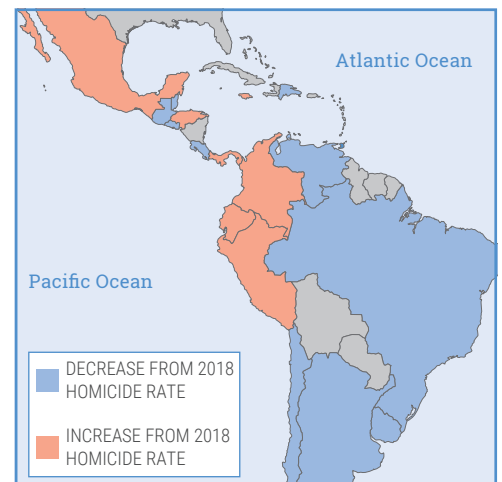 Atlantic Ocean
Pacific Ocean
DECREASE FROM 2018
HOMICIDE RATE
INCREASE FROM 2018
HOMICIDE RATE